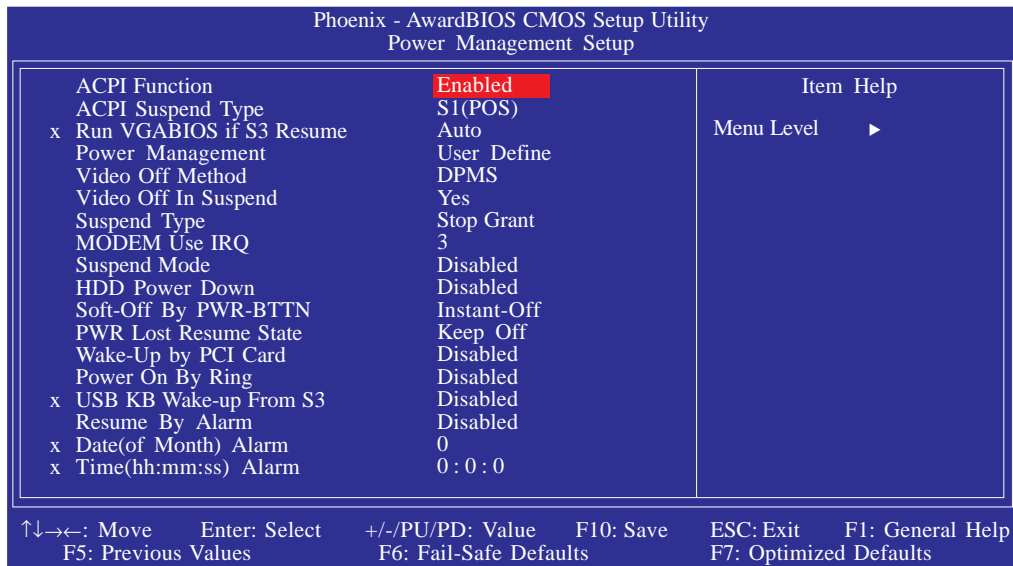 Phoenix - AwardBIOS CMOS Setup Utility
Power Management Setup
ACPI Function Enabled
ACPI Suspend Type S1(POS)
x Run VGABIOS if S3 Resume Auto
Power Management User Define
Video Off Method DPMS
Video Off In Suspend Yes
Suspend Type Stop Grant
MODEM Use IRQ 3
Suspend Mode Disabled
HDD Power Down Disabled
Soft-Off By PWR-BTTN Instant-Off
PWR Lost Resume State Keep Off
Wake-Up by PCI Card Disabled
Power On By Ring Disabled
x USB KB Wake-up From S3 Disabled
Resume By Alarm Disabled
x Date(of Month) Alarm 0
x Time(hh:mm:ss) Alarm 0 : 0 : 0
Item Help
Menu Level ▶
↑↓→←: Move Enter: Select +/-/PU/PD: Value F10: Save ESC: Exit F1: General Help
F5: Previous Values F6: Fail-Safe Defaults F7: Optimized Defaults